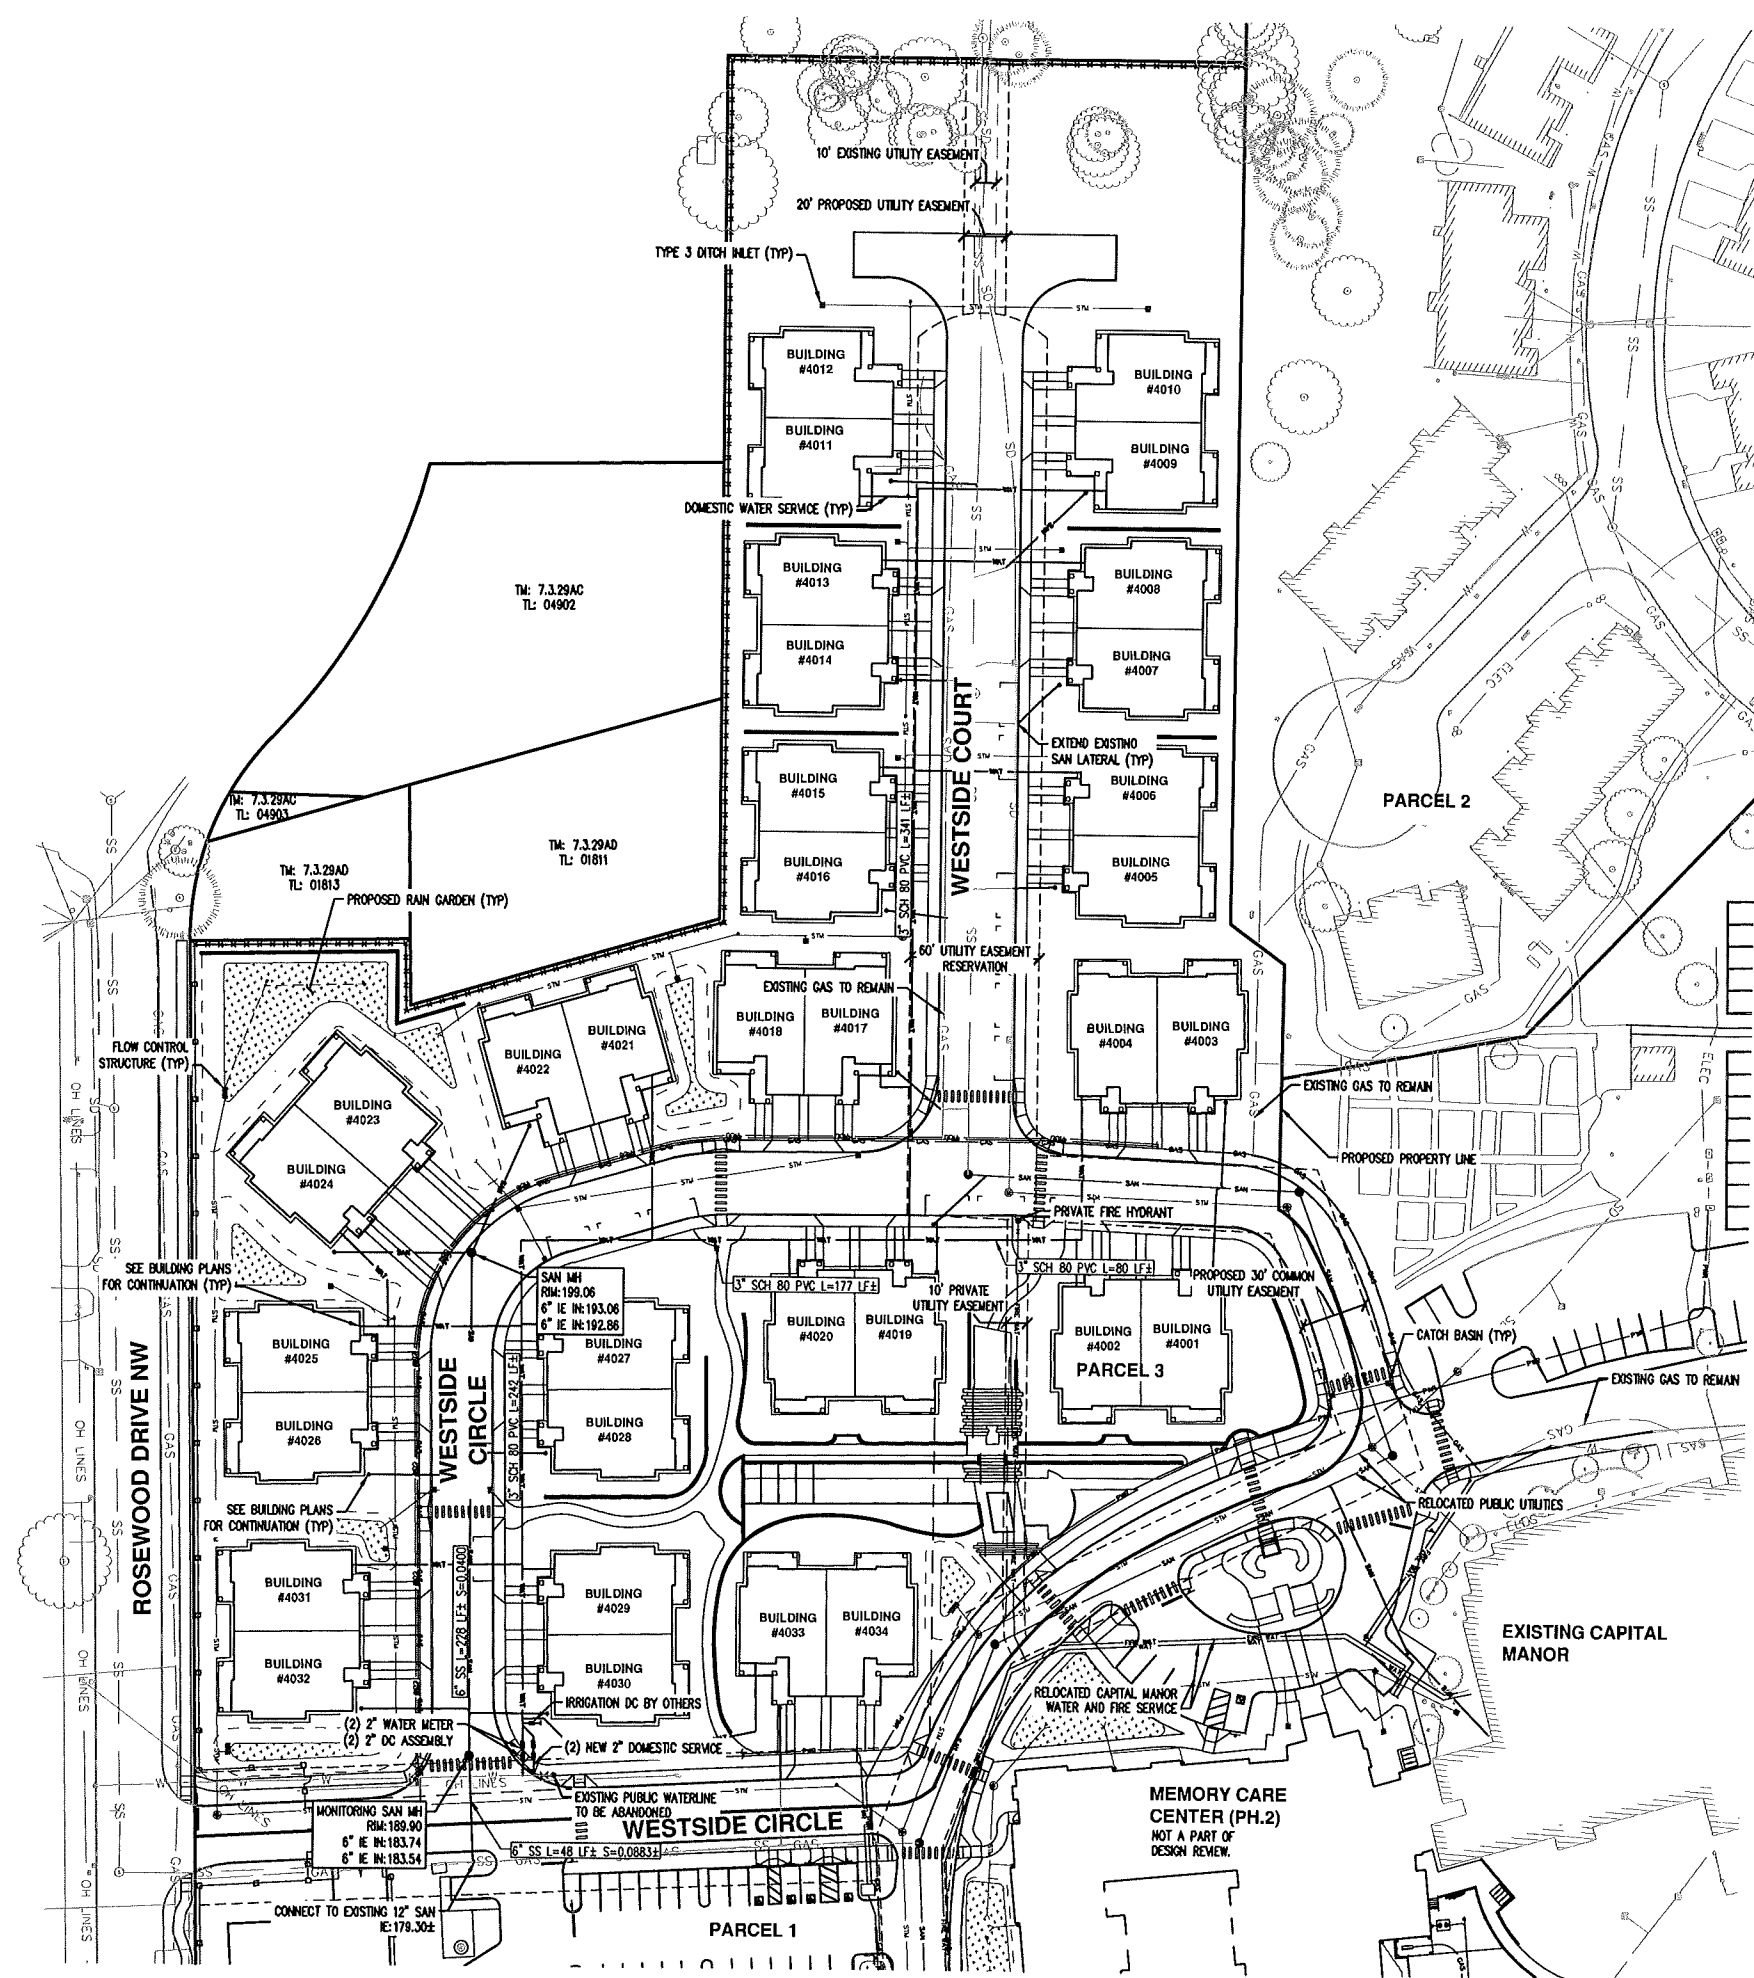 10' EXISTING UTILITY EASEMENT
20' PROPOSED UTILITY EASEMENT
TYPE 3 DITCH INLET (TYP)
BUILDING
#4012
BUILDING
#4011
BUILDING
#4010
BUILDING
#4009
DOMESTIC WATER SERVICE (TYP)
BUILDING
#4013
BUILDING
#4014
BUILDING
#4008
BUILDING
#4007
TM: 7.3.29AC
TL: 04902
WESTSIDE COURT
EXTEND EXISTING
SAN LATERAL (TYP)
BUILDING
#4015
BUILDING
#4016
BUILDING
#4006
BUILDING
#4005
3" SCH 80 PVC L=341 LF±
PARCEL 2
TM: 7.3.29AC
TL: 04903
TM: 7.3.29AD
TL: 01811
TM: 7.3.29AD
TL: 01813
PROPOSED RAIN GARDEN (TYP)
60' UTILITY EASEMENT
RESERVATION
EXISTING GAS TO REMAIN
BUILDING
#4018
BUILDING
#4017
BUILDING
#4004
BUILDING
#4003
BUILDING
#4022
BUILDING
#4021
FLOW CONTROL
STRUCTURE (TYP)
BUILDING
#4023
BUILDING
#4024
EXISTING GAS TO REMAIN
PROPOSED PROPERTY LINE
PRIVATE FIRE HYDRANT
SEE BUILDING PLANS
FOR CONTINUATION (TYP)
SAN MH
RIM:199.06
6" IE IN:193.06
6" IE IN:192.86
3" SCH 80 PVC L=177 LF±
3" SCH 80 PVC L=80 LF±
10' PRIVATE
UTILITY EASEMENT
PROPOSED 30' COMMON
UTILITY EASEMENT
BUILDING
#4025
BUILDING
#4026
BUILDING
#4027
BUILDING
#4028
BUILDING
#4020
BUILDING
#4019
BUILDING
#4002
BUILDING
#4001
PARCEL 3
CATCH BASIN (TYP)
EXISTING GAS TO REMAIN
ROSEWOOD DRIVE NW
WESTSIDE
CIRCLE
3" SCH 80 PVC L=242 LF±
SEE BUILDING PLANS
FOR CONTINUATION (TYP)
RELOCATED PUBLIC UTILITIES
BUILDING
#4031
BUILDING
#4032
6" SS L=228 LF± S=0.0400
BUILDING
#4029
BUILDING
#4030
BUILDING
#4033
BUILDING
#4034
EXISTING CAPITAL
MANOR
RELOCATED CAPITAL MANOR
WATER AND FIRE SERVICE
IRRIGATION DC BY OTHERS
(2) 2" WATER METER
(2) 2" DC ASSEMBLY
(2) NEW 2" DOMESTIC SERVICE
EXISTING PUBLIC WATERLINE
TO BE ABANDONED
WESTSIDE CIRCLE
MONITORING SAN MH
RIM:189.90
6" IE IN:183.74
6" IE IN:183.54
6" SS L=48 LF± S=0.0883±
MEMORY CARE
CENTER (PH.2)
NOT A PART OF
DESIGN REVIEW.
CONNECT TO EXISTING 12" SAN
IE:179.30±
PARCEL 1